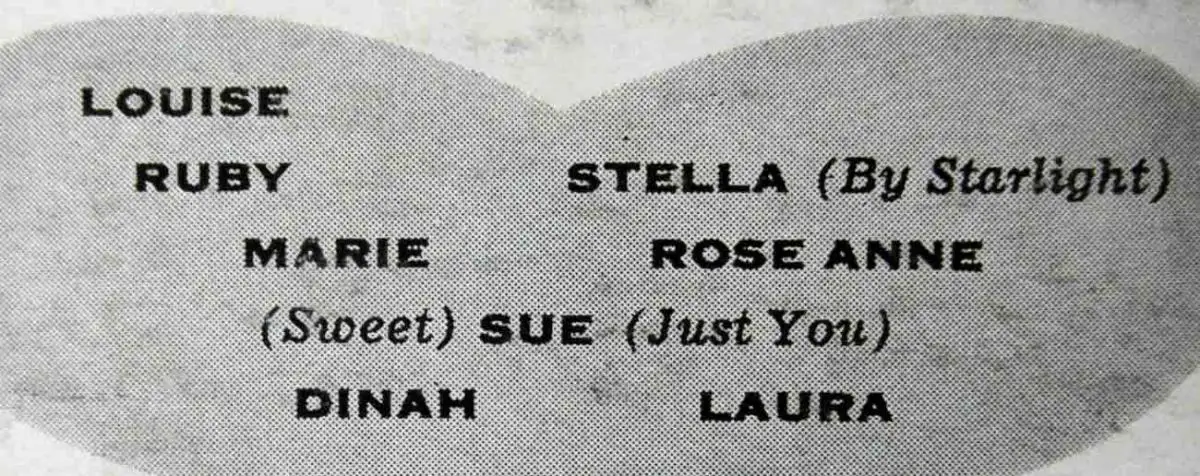 LOUISE
RUBY STELLA (By Starlight)
MARIE ROSE ANNE
(Sweet) SUE (Just You)
DINAH LAURA